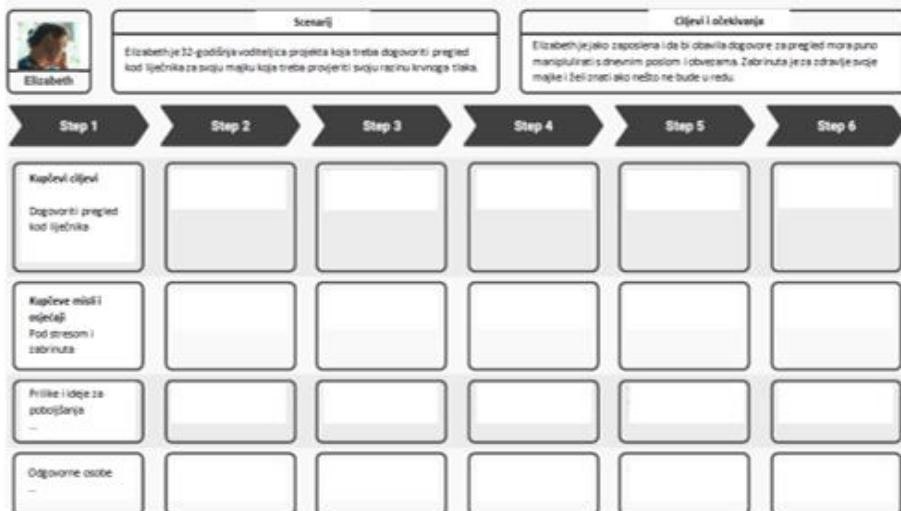 Scenarij
Elizabeth je 32-godišnja voditeljica projekta koja treba dogovoriti pregled
kod liječnika za svoju majku koja treba provjeriti svoju razinu krvnoga tlaka.
Elizabeth
Ciljevi i očekivanja
Elizabeth je jako zaposlena i da bi obavila dogovore za pregled mora puno
manipulirati s dnevnim poslom i obvezama. Zabrinuta je za zdravlje svoje
majke i želi znati ako nešto ne bude u redu.
Step 1
Step 2
Step 3
Step 4
Step 5
Step 6
Kupčevi ciljevi
Dogovoriti pregled
kod liječnika
Kupčeve misli i
osjećaji
Pod stresom i
zabrinuta
Prilike i ideje za
poboljšanja
...
Odgovorne osobe
...